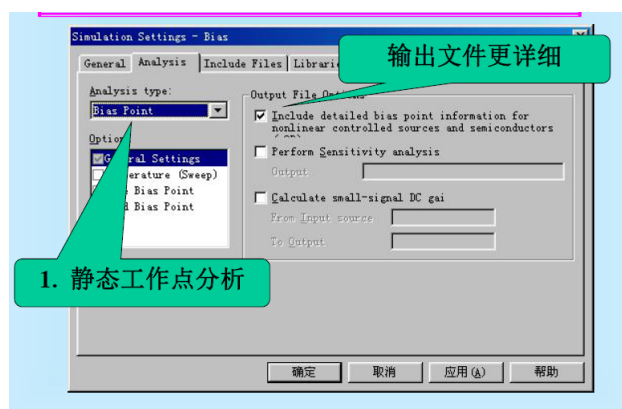 Simulation Settings - Bias
General Analysis Include Files
输出文件更详细
Analysis type:
Bias Point
Output File
Include detailed bias point information for
nonlinear controlled sources and semiconductors
Perform Sensitivity analysis
Output
General Settings
(Sweep)
Bias Point
Bias Point
Calculate small-signal DC gai
From Input source
To Output
1. 静态工作点分析
确定 取消 应用(A) 帮助